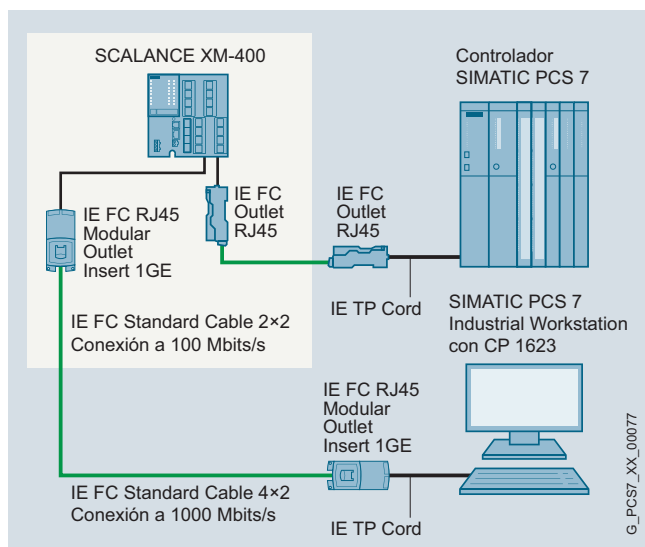 SCALANCE XM-400
Controlador
SIMATIC PCS 7
IE FC RJ45
Modular
Outlet
Insert 1GE
IE FC
Outlet
RJ45
IE FC
Outlet
RJ45
IE TP Cord
IE FC Standard Cable 2×2
Conexión a 100 Mbits/s
SIMATIC PCS 7
Industrial Workstation
con CP 1623
IE FC RJ45
Modular
Outlet
Insert 1GE
IE FC Standard Cable 4×2
Conexión a 1000 Mbits/s
IE TP Cord
G_PCS7_XX_00077